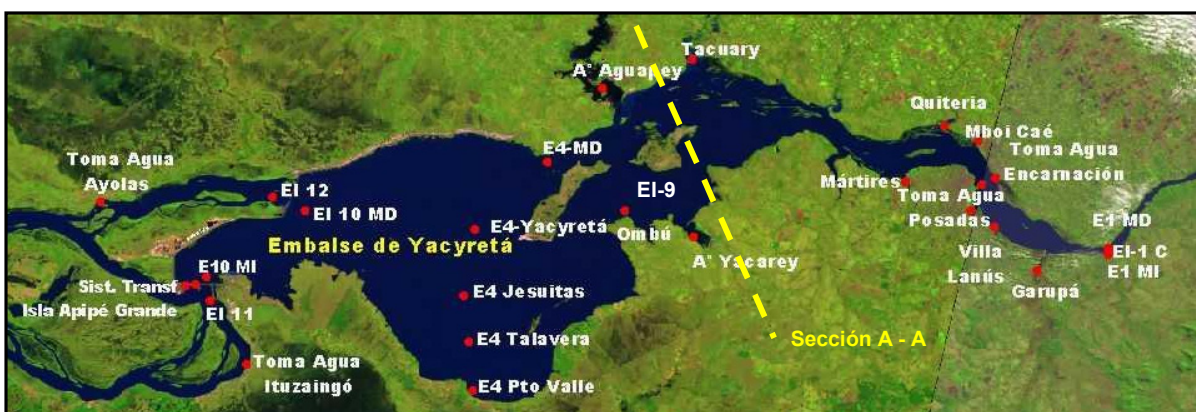 Tacuary
A° Aguapey
Quiteria
Mboi Caé
Toma Agua
Encarnación
Toma Agua
Ayolas
E4-MD
EI 12
EI-9
Mártires
Toma Agua
Posadas
EI 10 MD
E4-Yacyretá
Ombú
E1 MD
Embalse de Yacyretá
A° Yacarey
Villa
Lanús
EI-1 C
E1 MI
E10 MI
Sist. Transf
Garupá
Isla Apipé Grande
EI 11
E4 Jesuitas
Sección A - A
E4 Talavera
Toma Agua
Ituzaingó
E4 Pto Valle